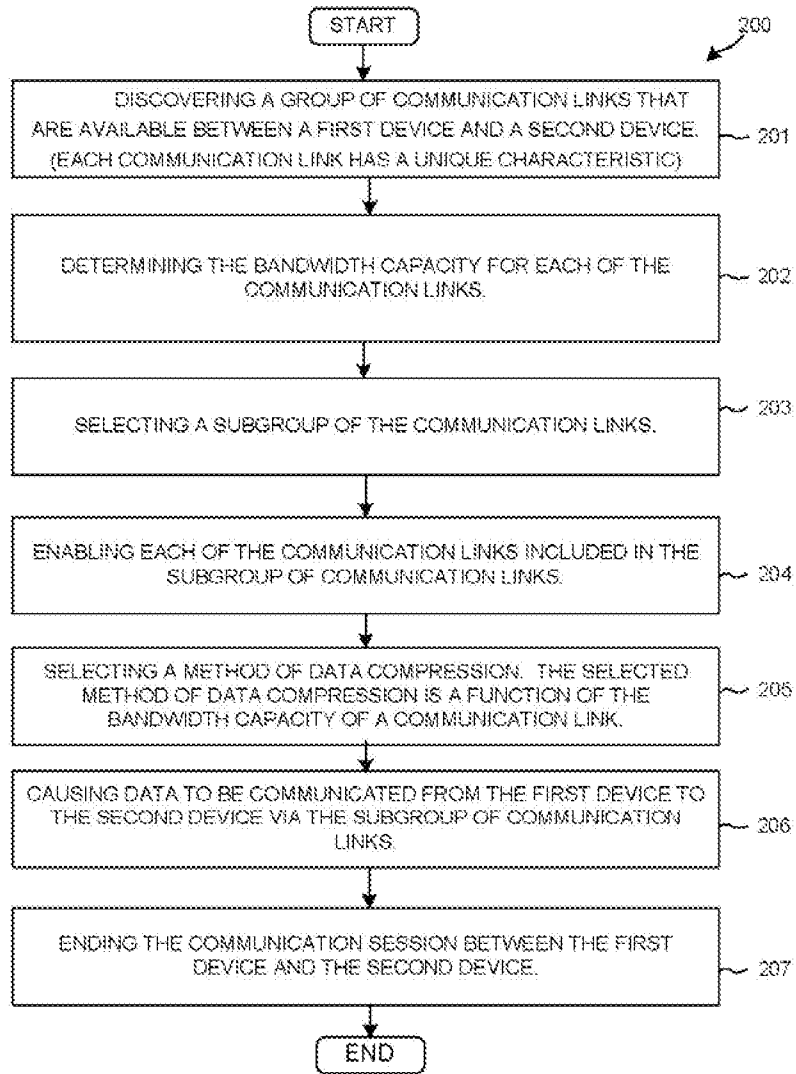 START
200
DISCOVERING A GROUP OF COMMUNICATION LINKS THAT
ARE AVAILABLE BETWEEN A FIRST DEVICE AND A SECOND DEVICE.
(EACH COMMUNICATION LINK HAS A UNIQUE CHARACTERISTIC)
201
DETERMINING THE BANDWIDTH CAPACITY FOR EACH OF THE
COMMUNICATION LINKS.
202
SELECTING A SUBGROUP OF THE COMMUNICATION LINKS.
203
ENABLING EACH OF THE COMMUNICATION LINKS INCLUDED IN THE
SUBGROUP OF COMMUNICATION LINKS.
204
SELECTING A METHOD OF DATA COMPRESSION. THE SELECTED
METHOD OF DATA COMPRESSION IS A FUNCTION OF THE
BANDWIDTH CAPACITY OF A COMMUNICATION LINK.
205
CAUSING DATA TO BE COMMUNICATED FROM THE FIRST DEVICE TO
THE SECOND DEVICE VIA THE SUBGROUP OF COMMUNICATION
LINKS.
206
ENDING THE COMMUNICATION SESSION BETWEEN THE FIRST
DEVICE AND THE SECOND DEVICE.
207
END